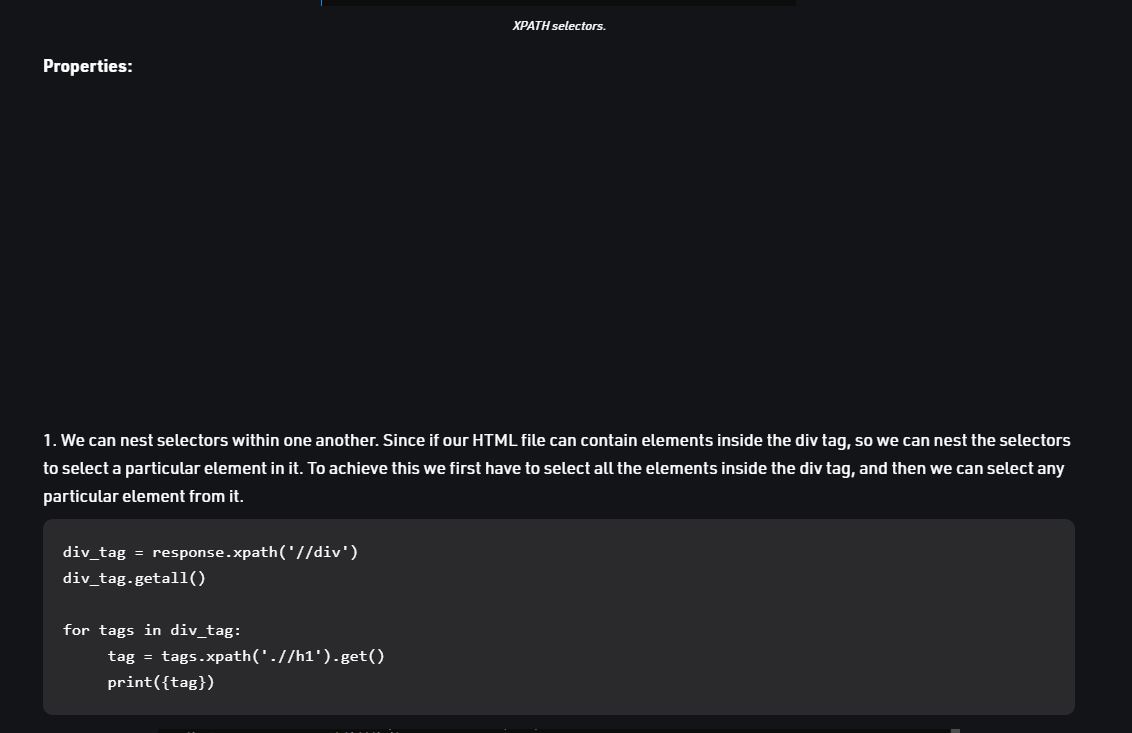 XPATH selectors.
Properties:
1. We can nest selectors within one another. Since if our HTML file can contain elements inside the div tag, so we can nest the selectors
to select a particular element in it. To achieve this we first have to select all the elements inside the div tag, and then we can select any
particular element from it.
div_tag = response.xpath('//div')
div_tag.getall()
for tags in div_tag:
     tag = tags.xpath('.//h1').get()
     print({tag})